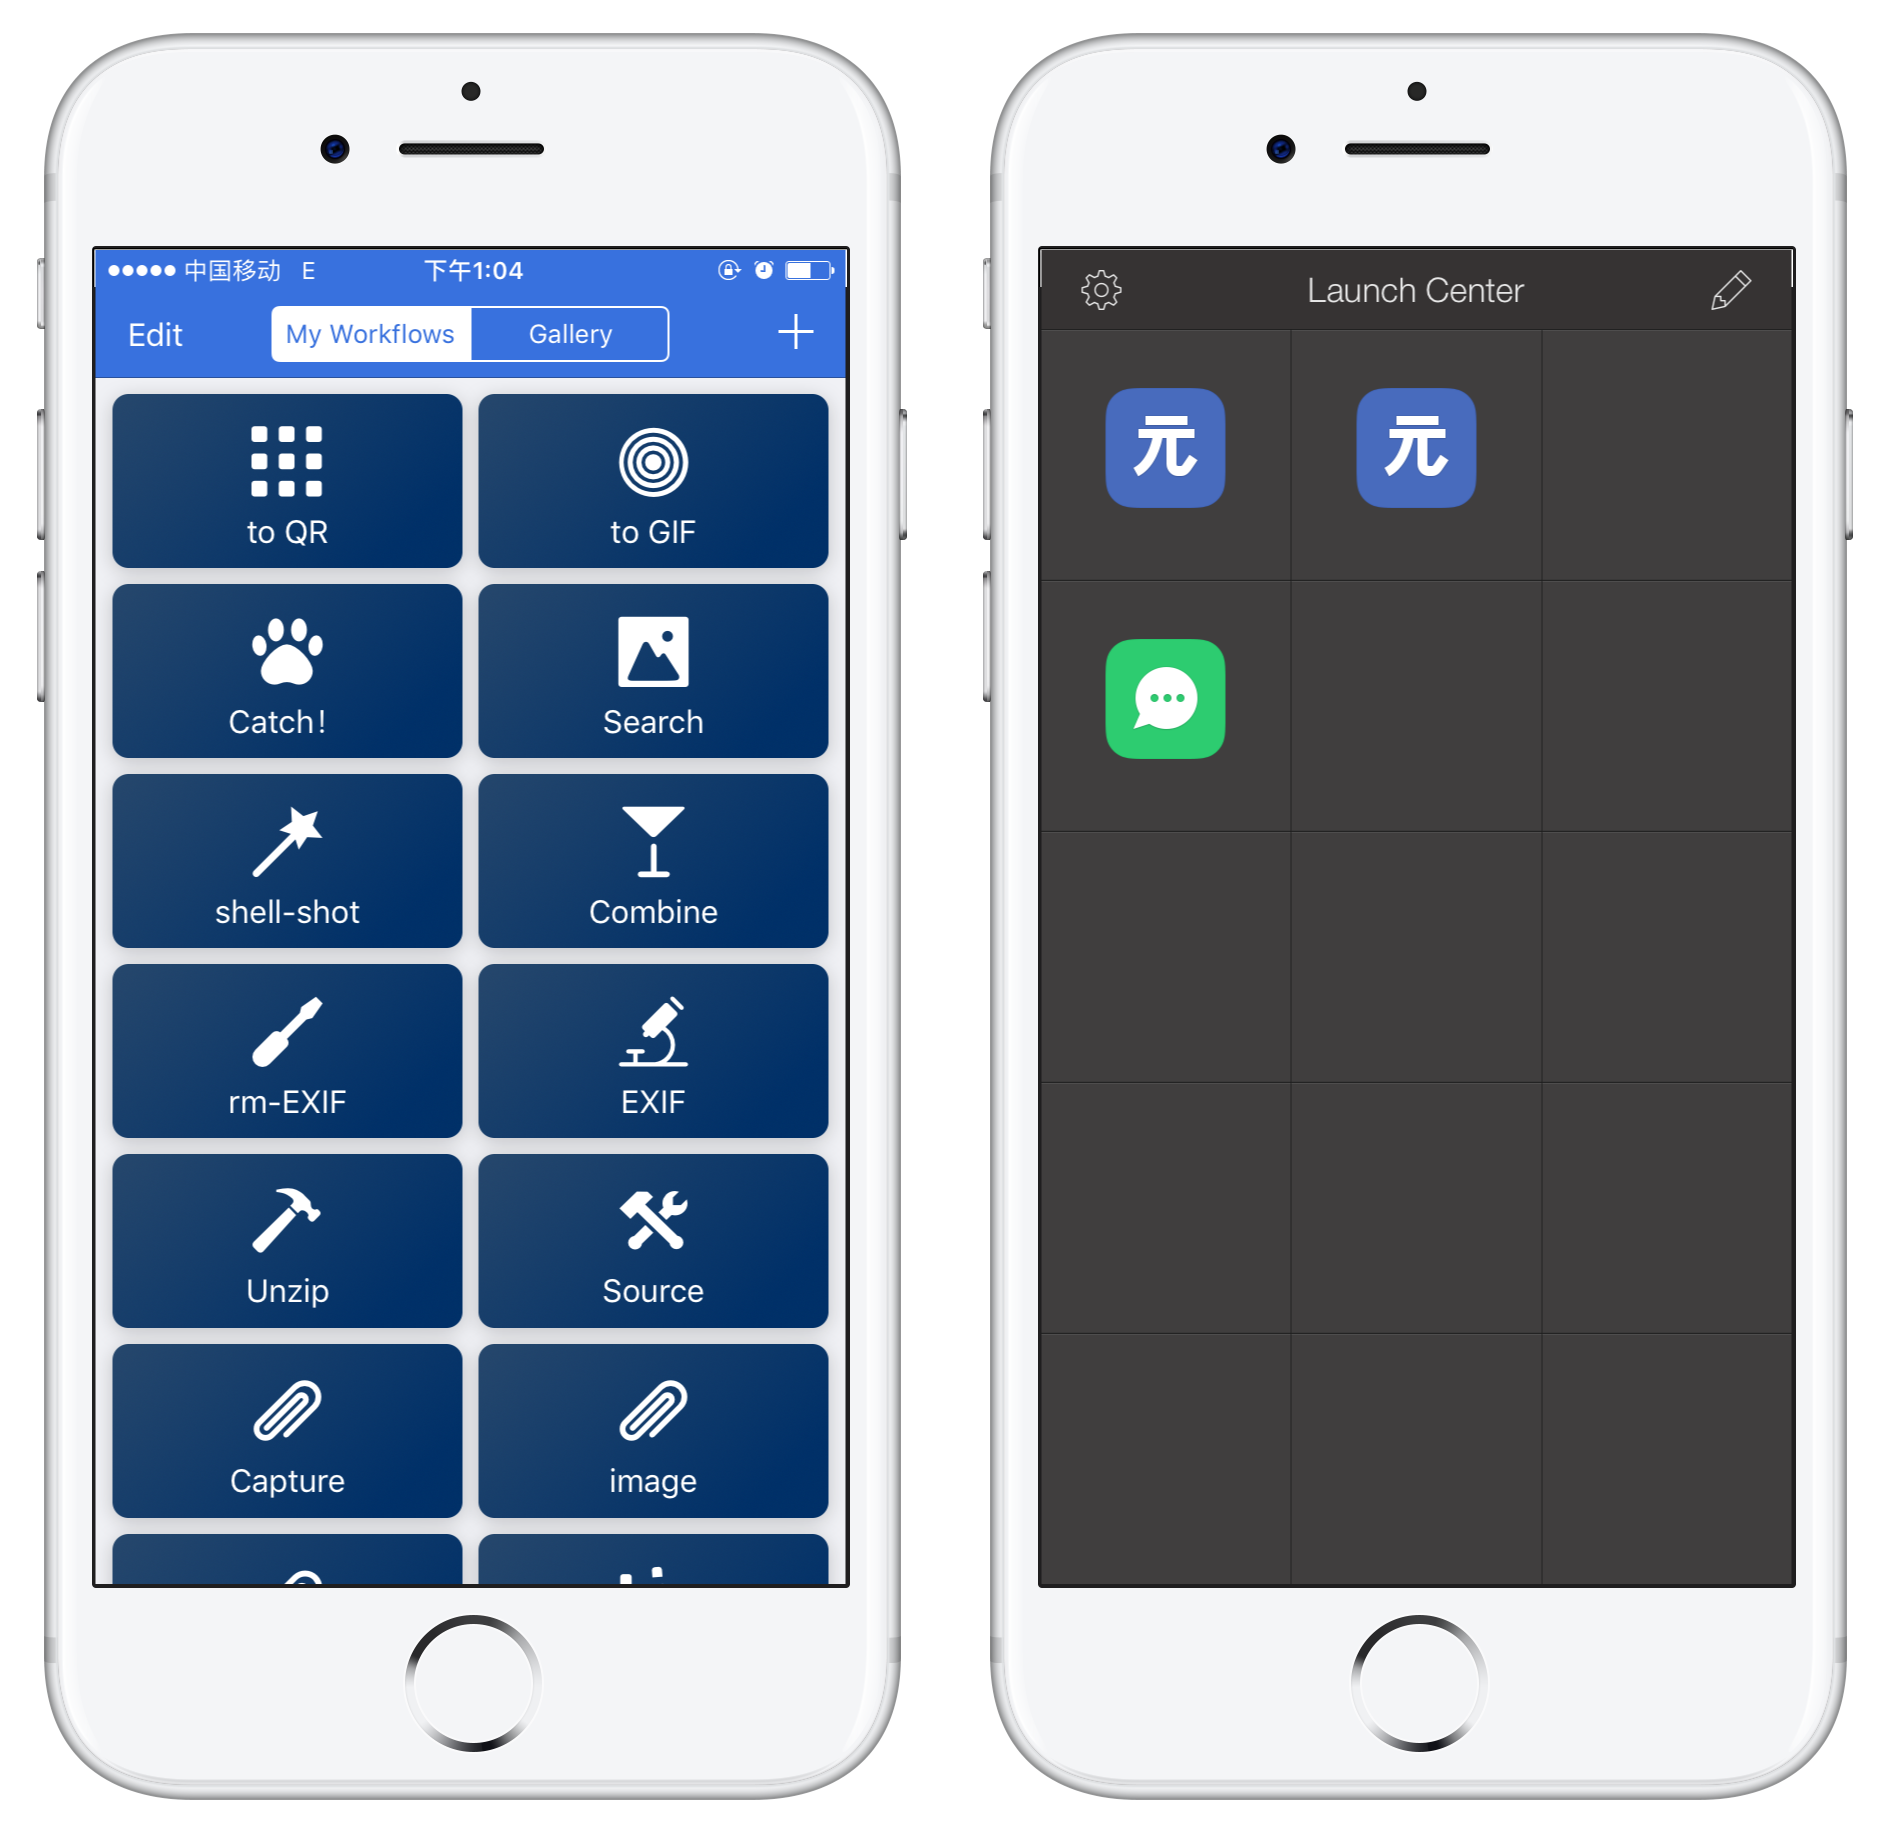 中国移动 E 下午1:04
Edit My Workflows Gallery
to QR to GIF
Catch! Search
shell-shot Combine
rm-EXIF EXIF
Unzip Source
Capture image
Launch Center
元 元